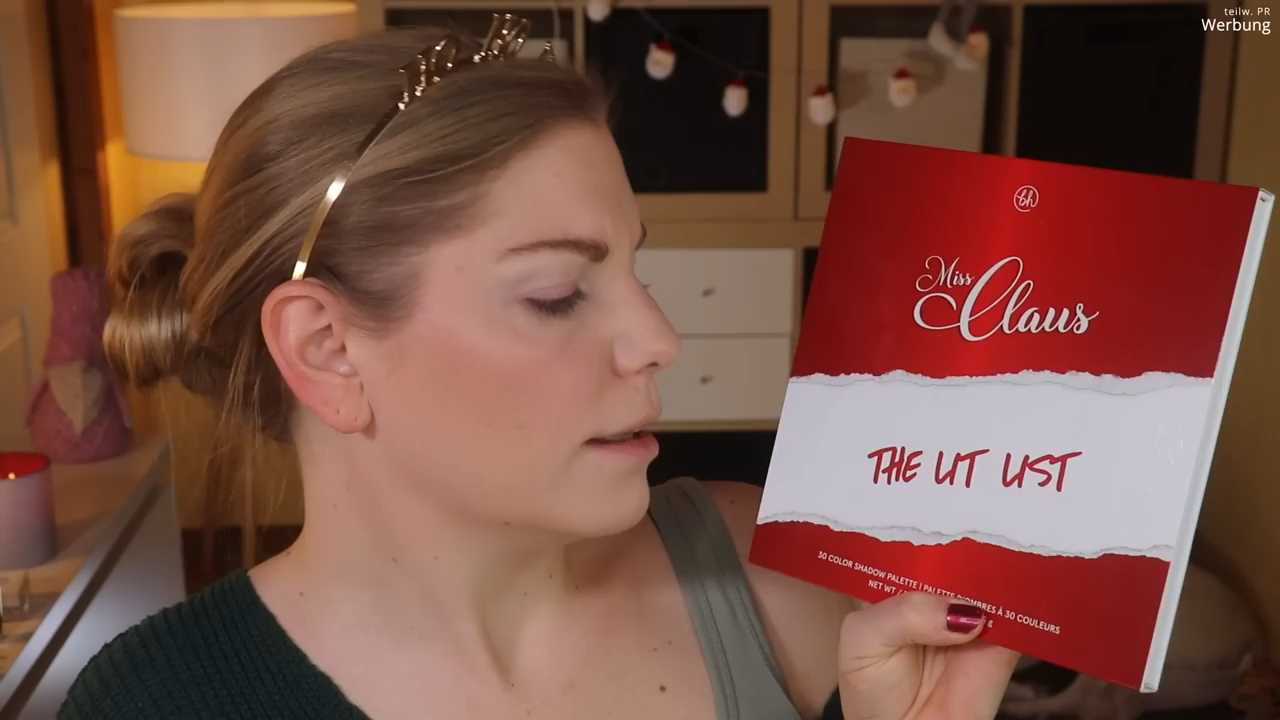 teilw. PR
Werbung
bh
Miss
Claus
THE LIT LIST
30 COLOR SHADOW PALETTE | PALETTE D'OMBRES À 30 COULEURS
NET WT /
g